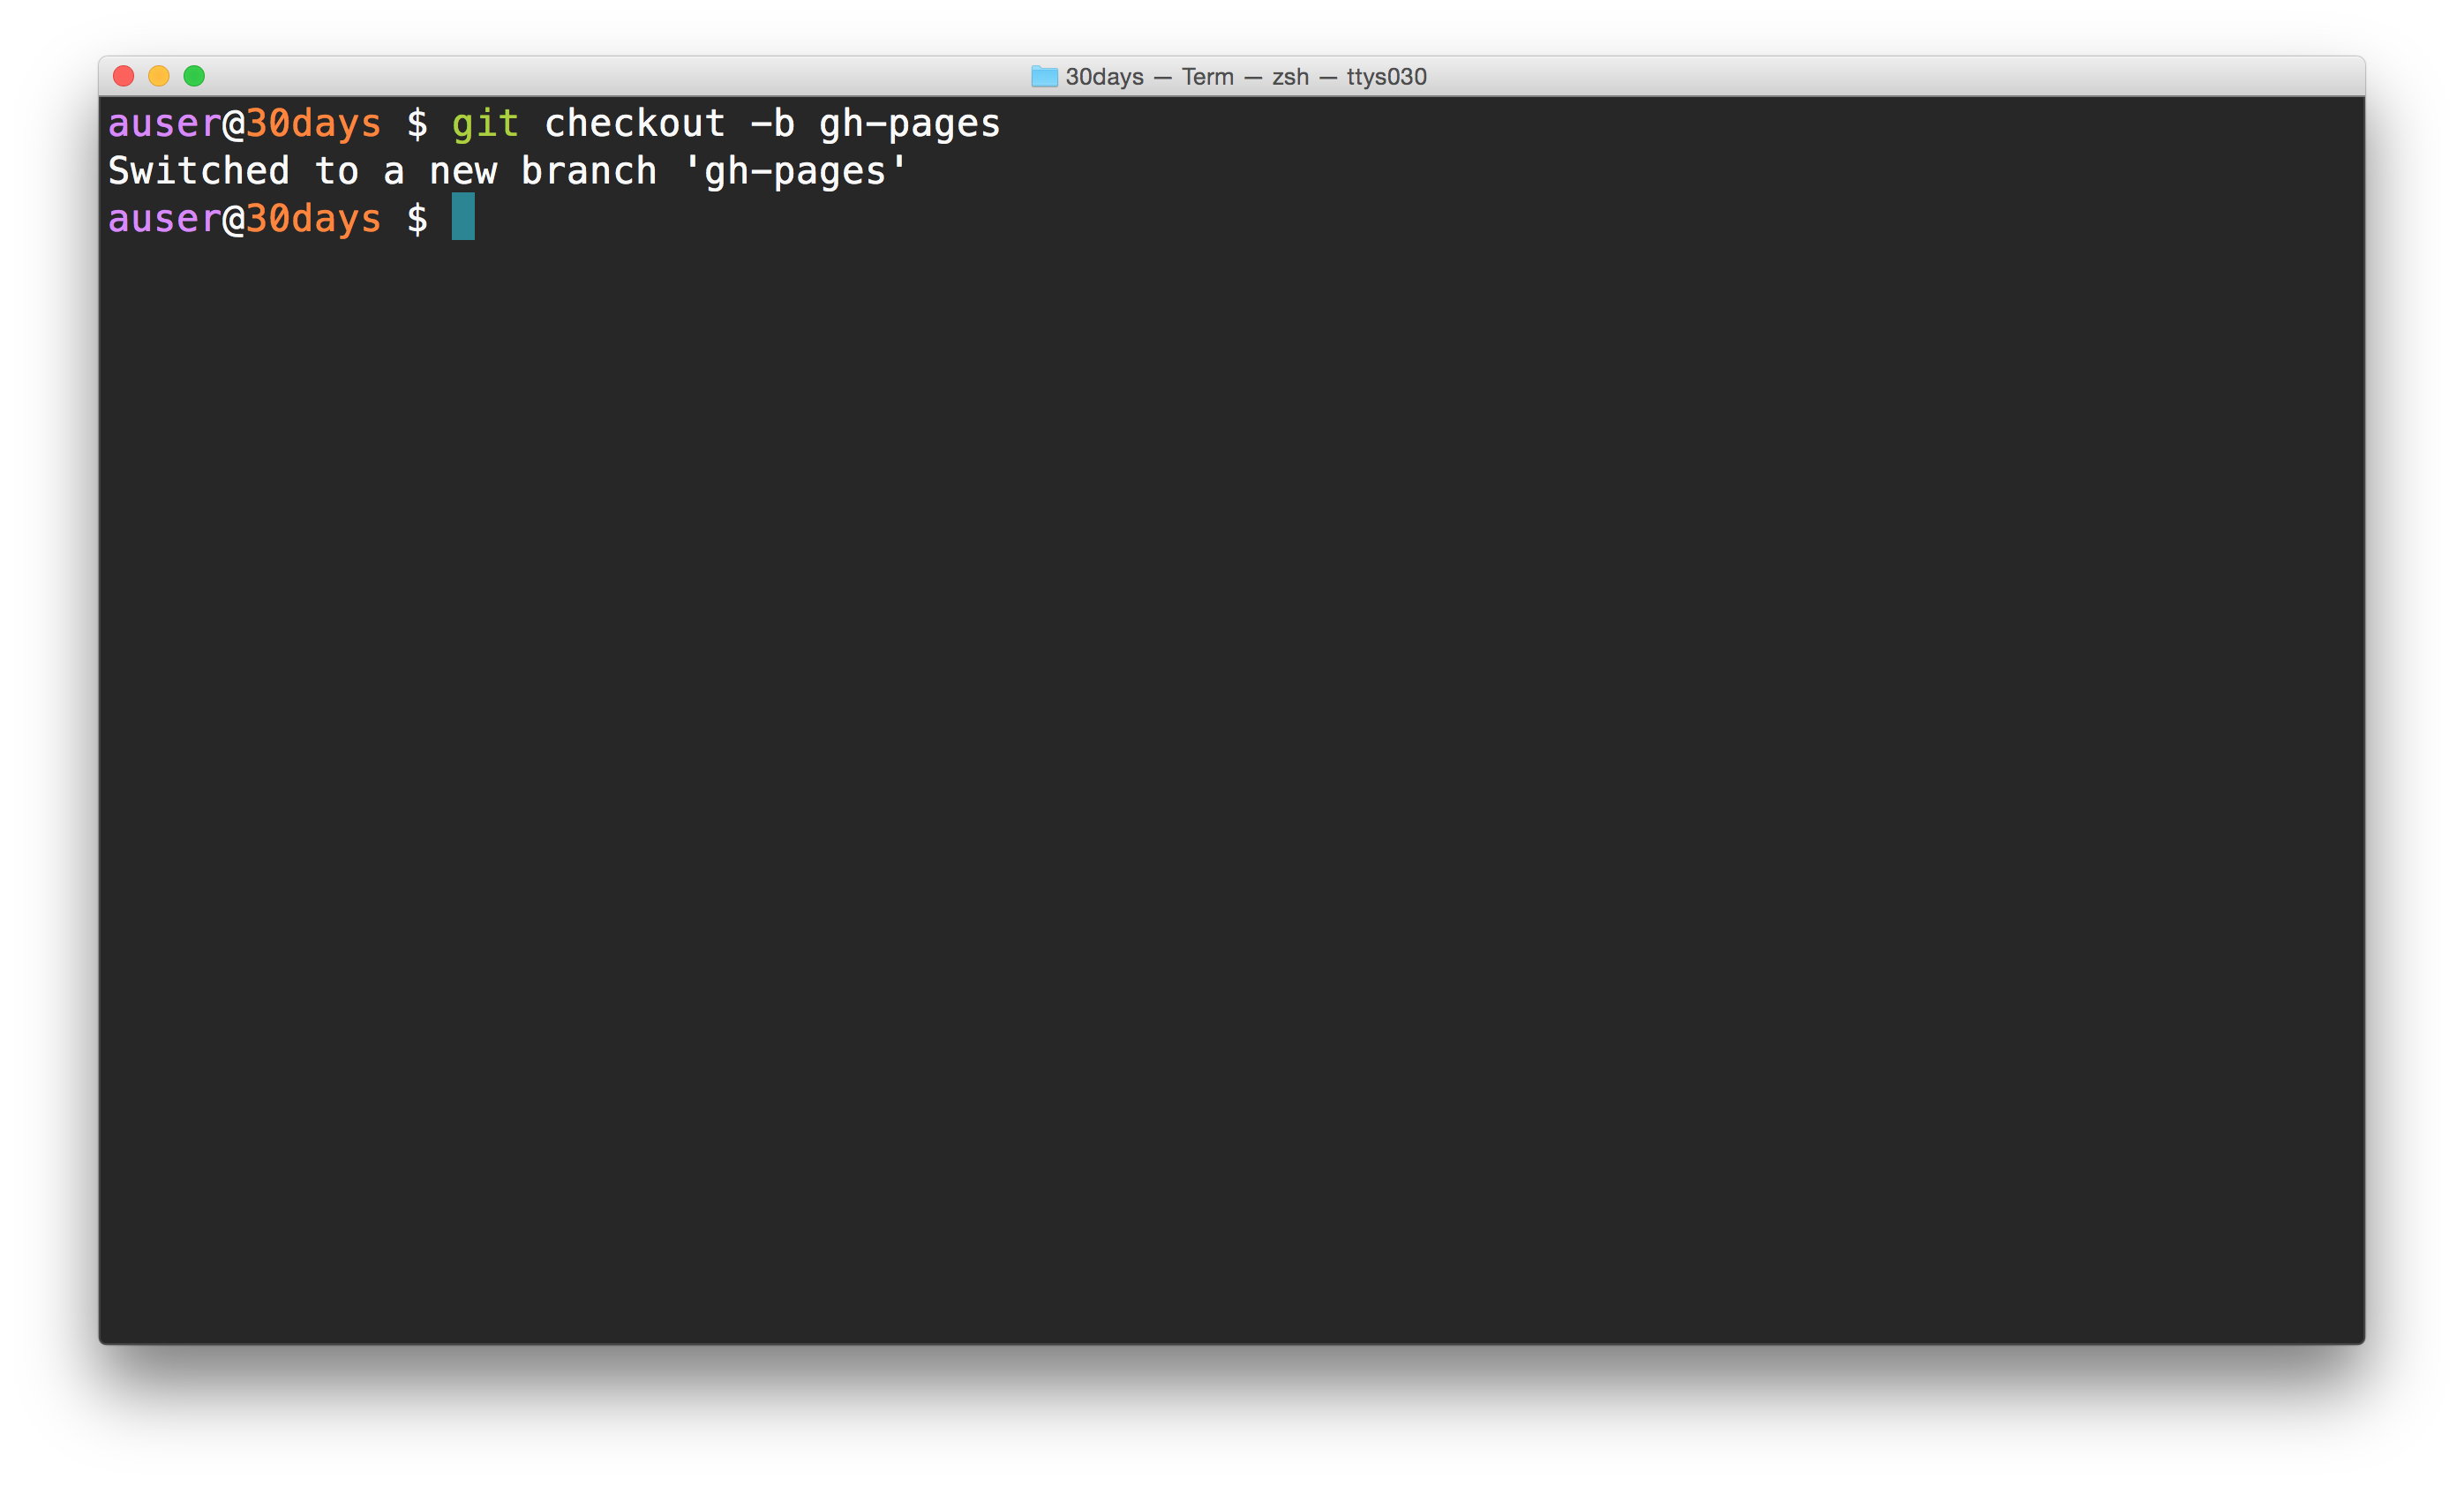 30days — Term — zsh — ttys030
auser@30days $ git checkout -b gh-pages
Switched to a new branch 'gh-pages'
auser@30days $